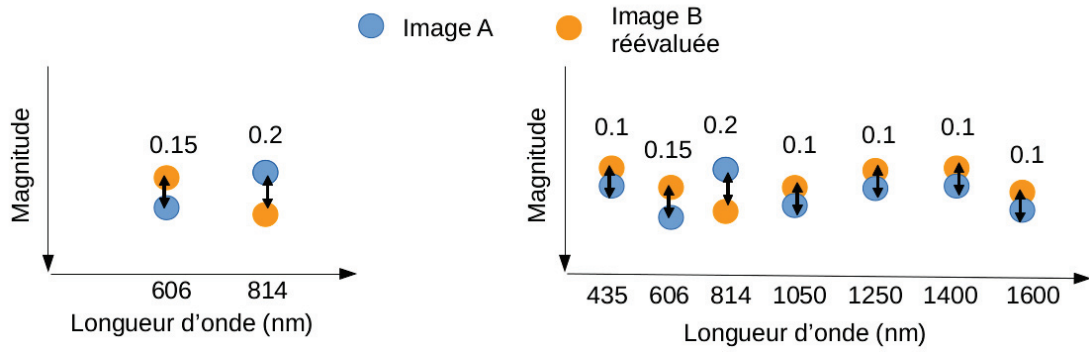 Image A
Image B
réévaluée
Magnitude
0.15
0.2
606
814
Longueur d'onde (nm)
Magnitude
0.1
0.15
0.2
0.1
0.1
0.1
0.1
435
606
814
1050
1250
1400
1600
Longueur d'onde (nm)